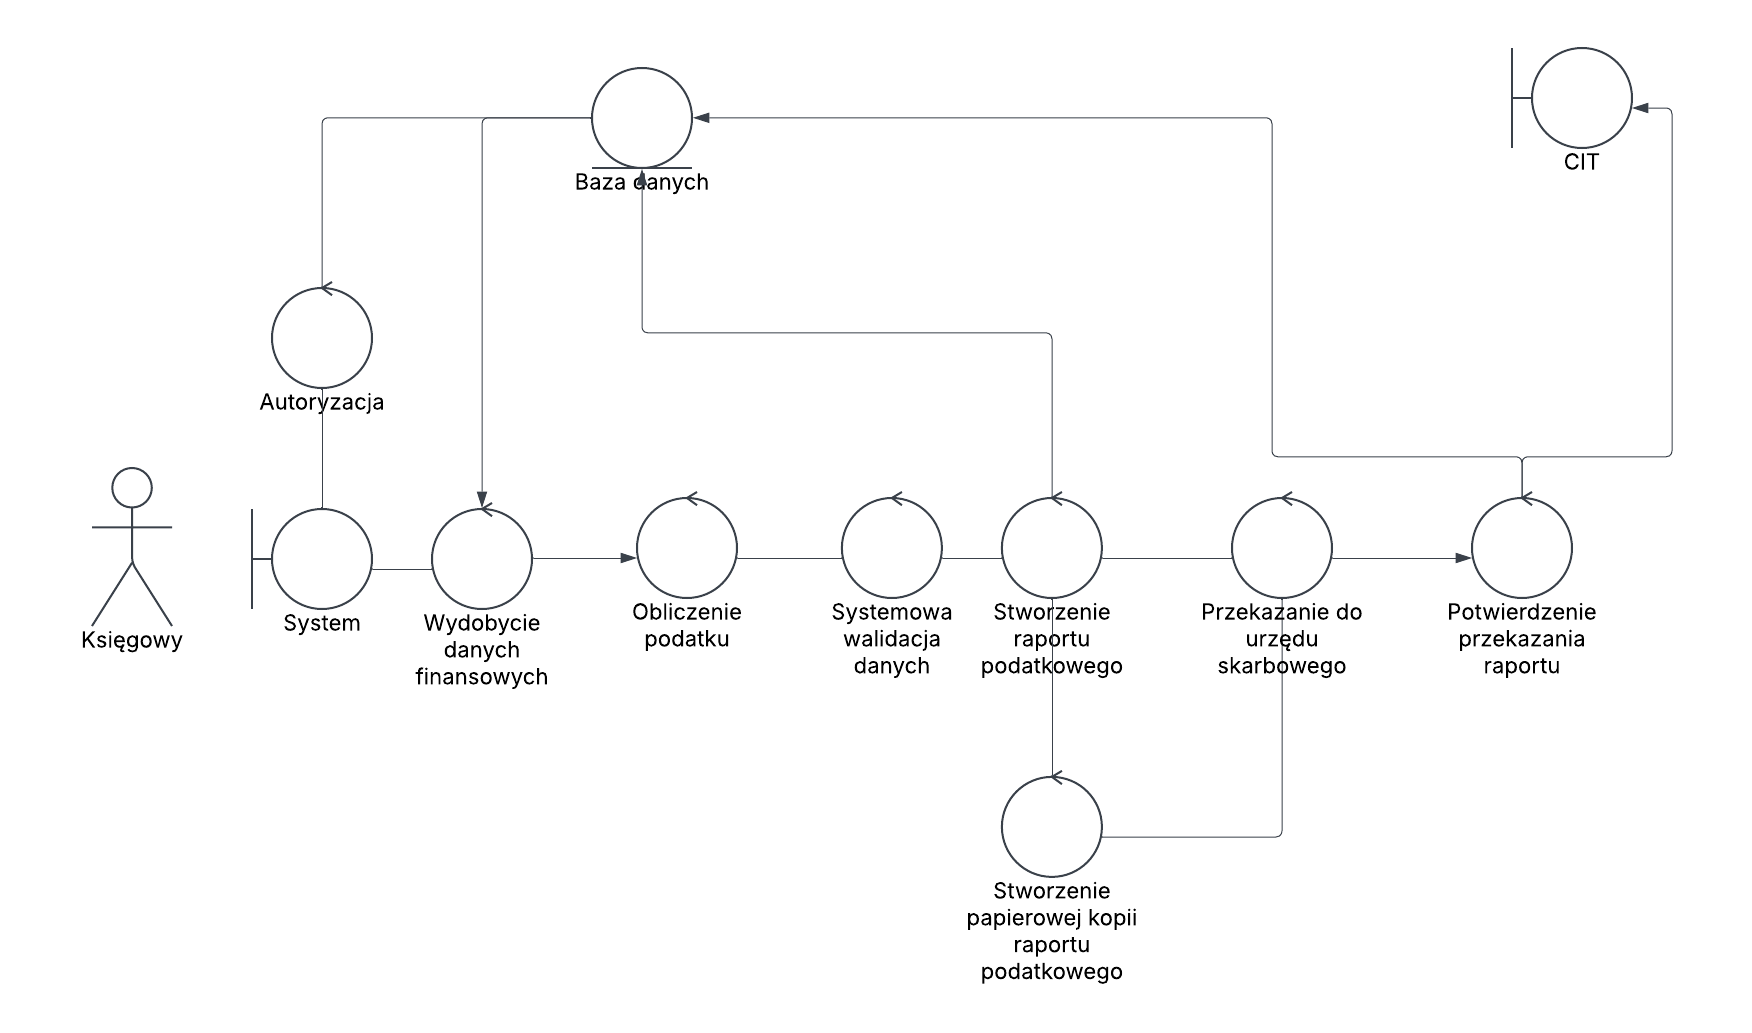 Baza danych
CIT
Autoryzacja
Księgowy
System
Wydobycie
danych
finansowych
Obliczenie
podatku
Systemowa
walidacja
danych
Stworzenie
raportu
podatkowego
Przekazanie do
urzędu
skarbowego
Potwierdzenie
przekazania
raportu
Stworzenie
papierowej kopii
raportu
podatkowego